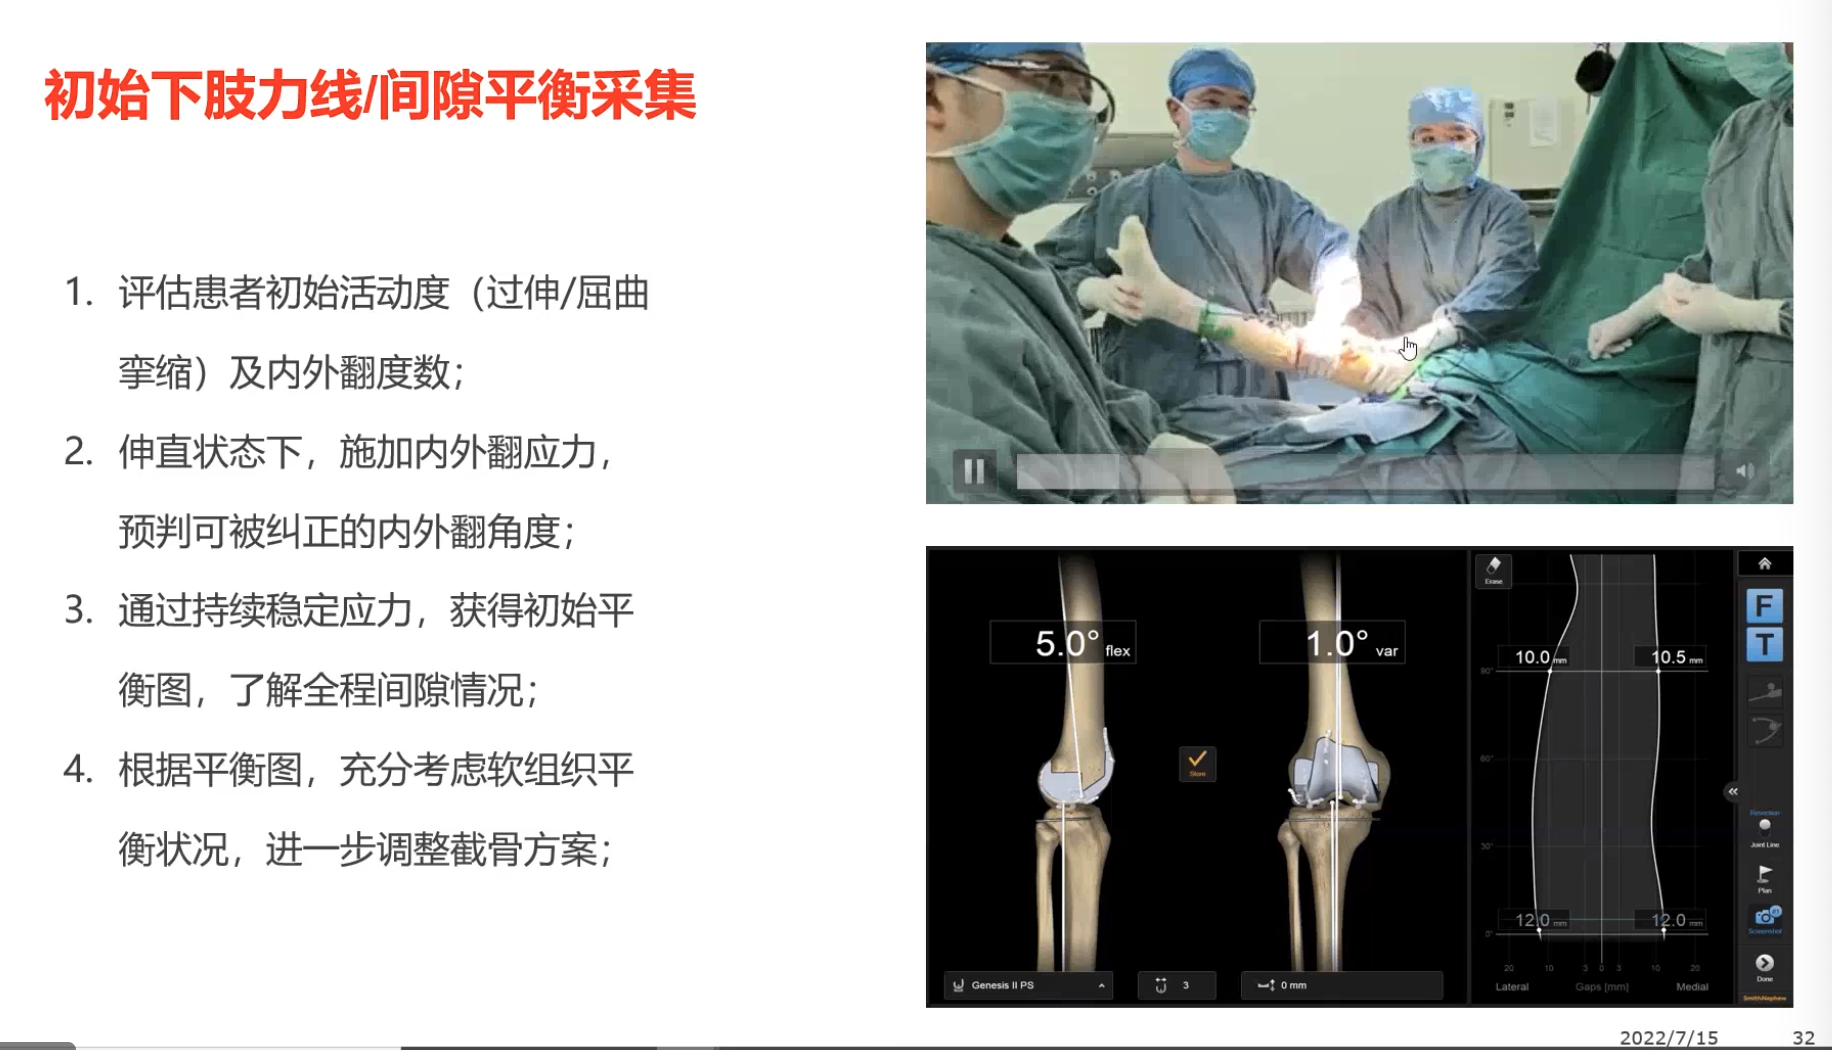 初始下肢力线/间隙平衡采集
1. 评估患者初始活动度（过伸/屈曲
挛缩）及内外翻度数；
2. 伸直状态下，施加内外翻应力，
预判可被纠正的内外翻角度；
3. 通过持续稳定应力，获得初始平
衡图，了解全程间隙情况；
4. 根据平衡图，充分考虑软组织平
衡状况，进一步调整截骨方案；
5.0° flex
1.0° var
Store
Genesis II PS
3
0 mm
Erase
10.0 mm
10.5 mm
90°
60°
30°
12.0 mm
12.0 mm
0°
20 10 3 0 3 10 20
Lateral Gaps [mm] Medial
F
T
Resection
Joint Line
Plan
Screenshot
Done
Smith+Nephew
2022/7/15 32